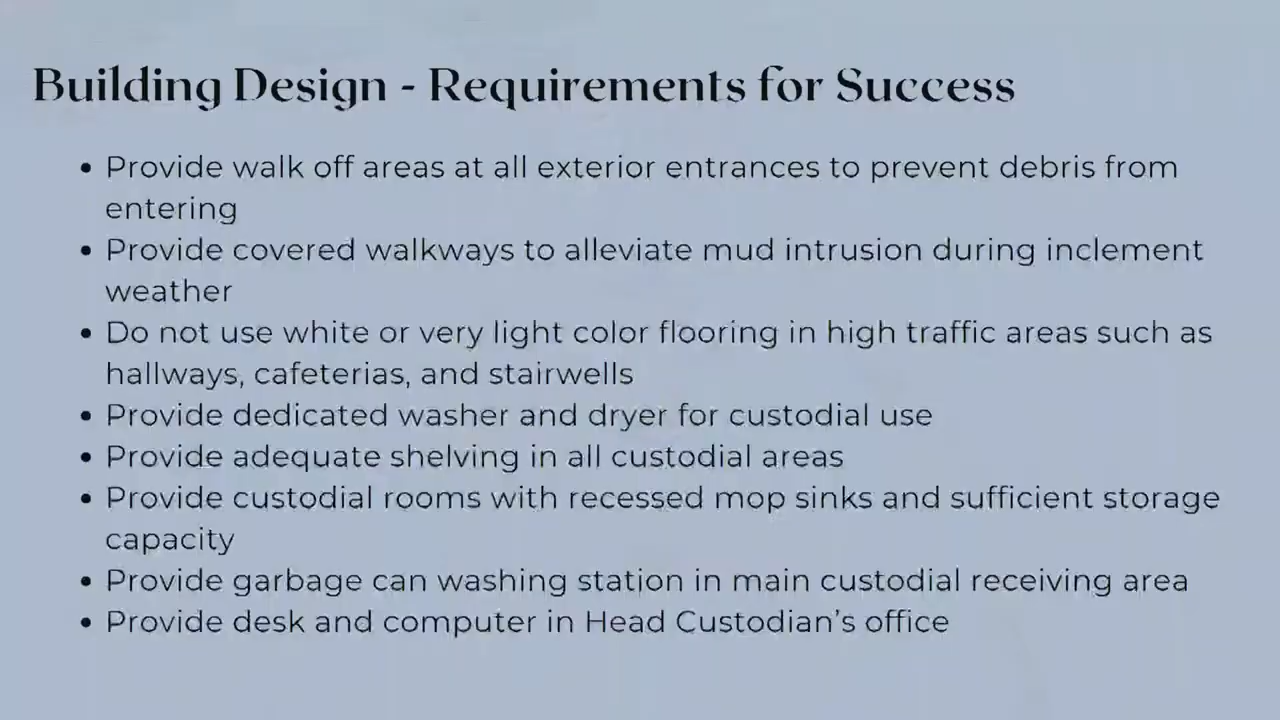 Building Design - Requirements for Success
• Provide walk off areas at all exterior entrances to prevent debris from
entering
• Provide covered walkways to alleviate mud intrusion during inclement
weather
• Do not use white or very light color flooring in high traffic areas such as
hallways, cafeterias, and stairwells
• Provide dedicated washer and dryer for custodial use
• Provide adequate shelving in all custodial areas
• Provide custodial rooms with recessed mop sinks and sufficient storage
capacity
• Provide garbage can washing station in main custodial receiving area
• Provide desk and computer in Head Custodian’s office